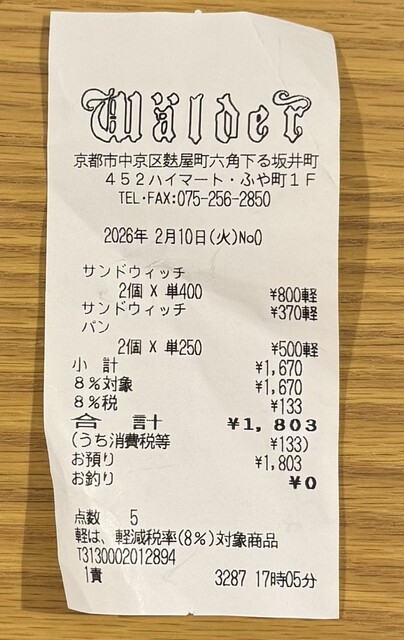 Wälder
京都市中京区麩屋町六角下る坂井町
452ハイマート・ふや町1F
TEL・FAX:075-256-2850
2026年 2月10日(火)No0
サンドウィッチ
2個 X 単400 ¥800軽
サンドウィッチ ¥370軽
パン
2個 X 単250 ¥500軽
小 計 ¥1,670
8%対象 ¥1,670
8%税 ¥133
合 計 ¥1,803
(うち消費税等 ¥133)
お預り ¥1,803
お釣り ¥0
点数 5
軽は、軽減税率(8%)対象商品
T3130002012894
1責 3287 17時05分